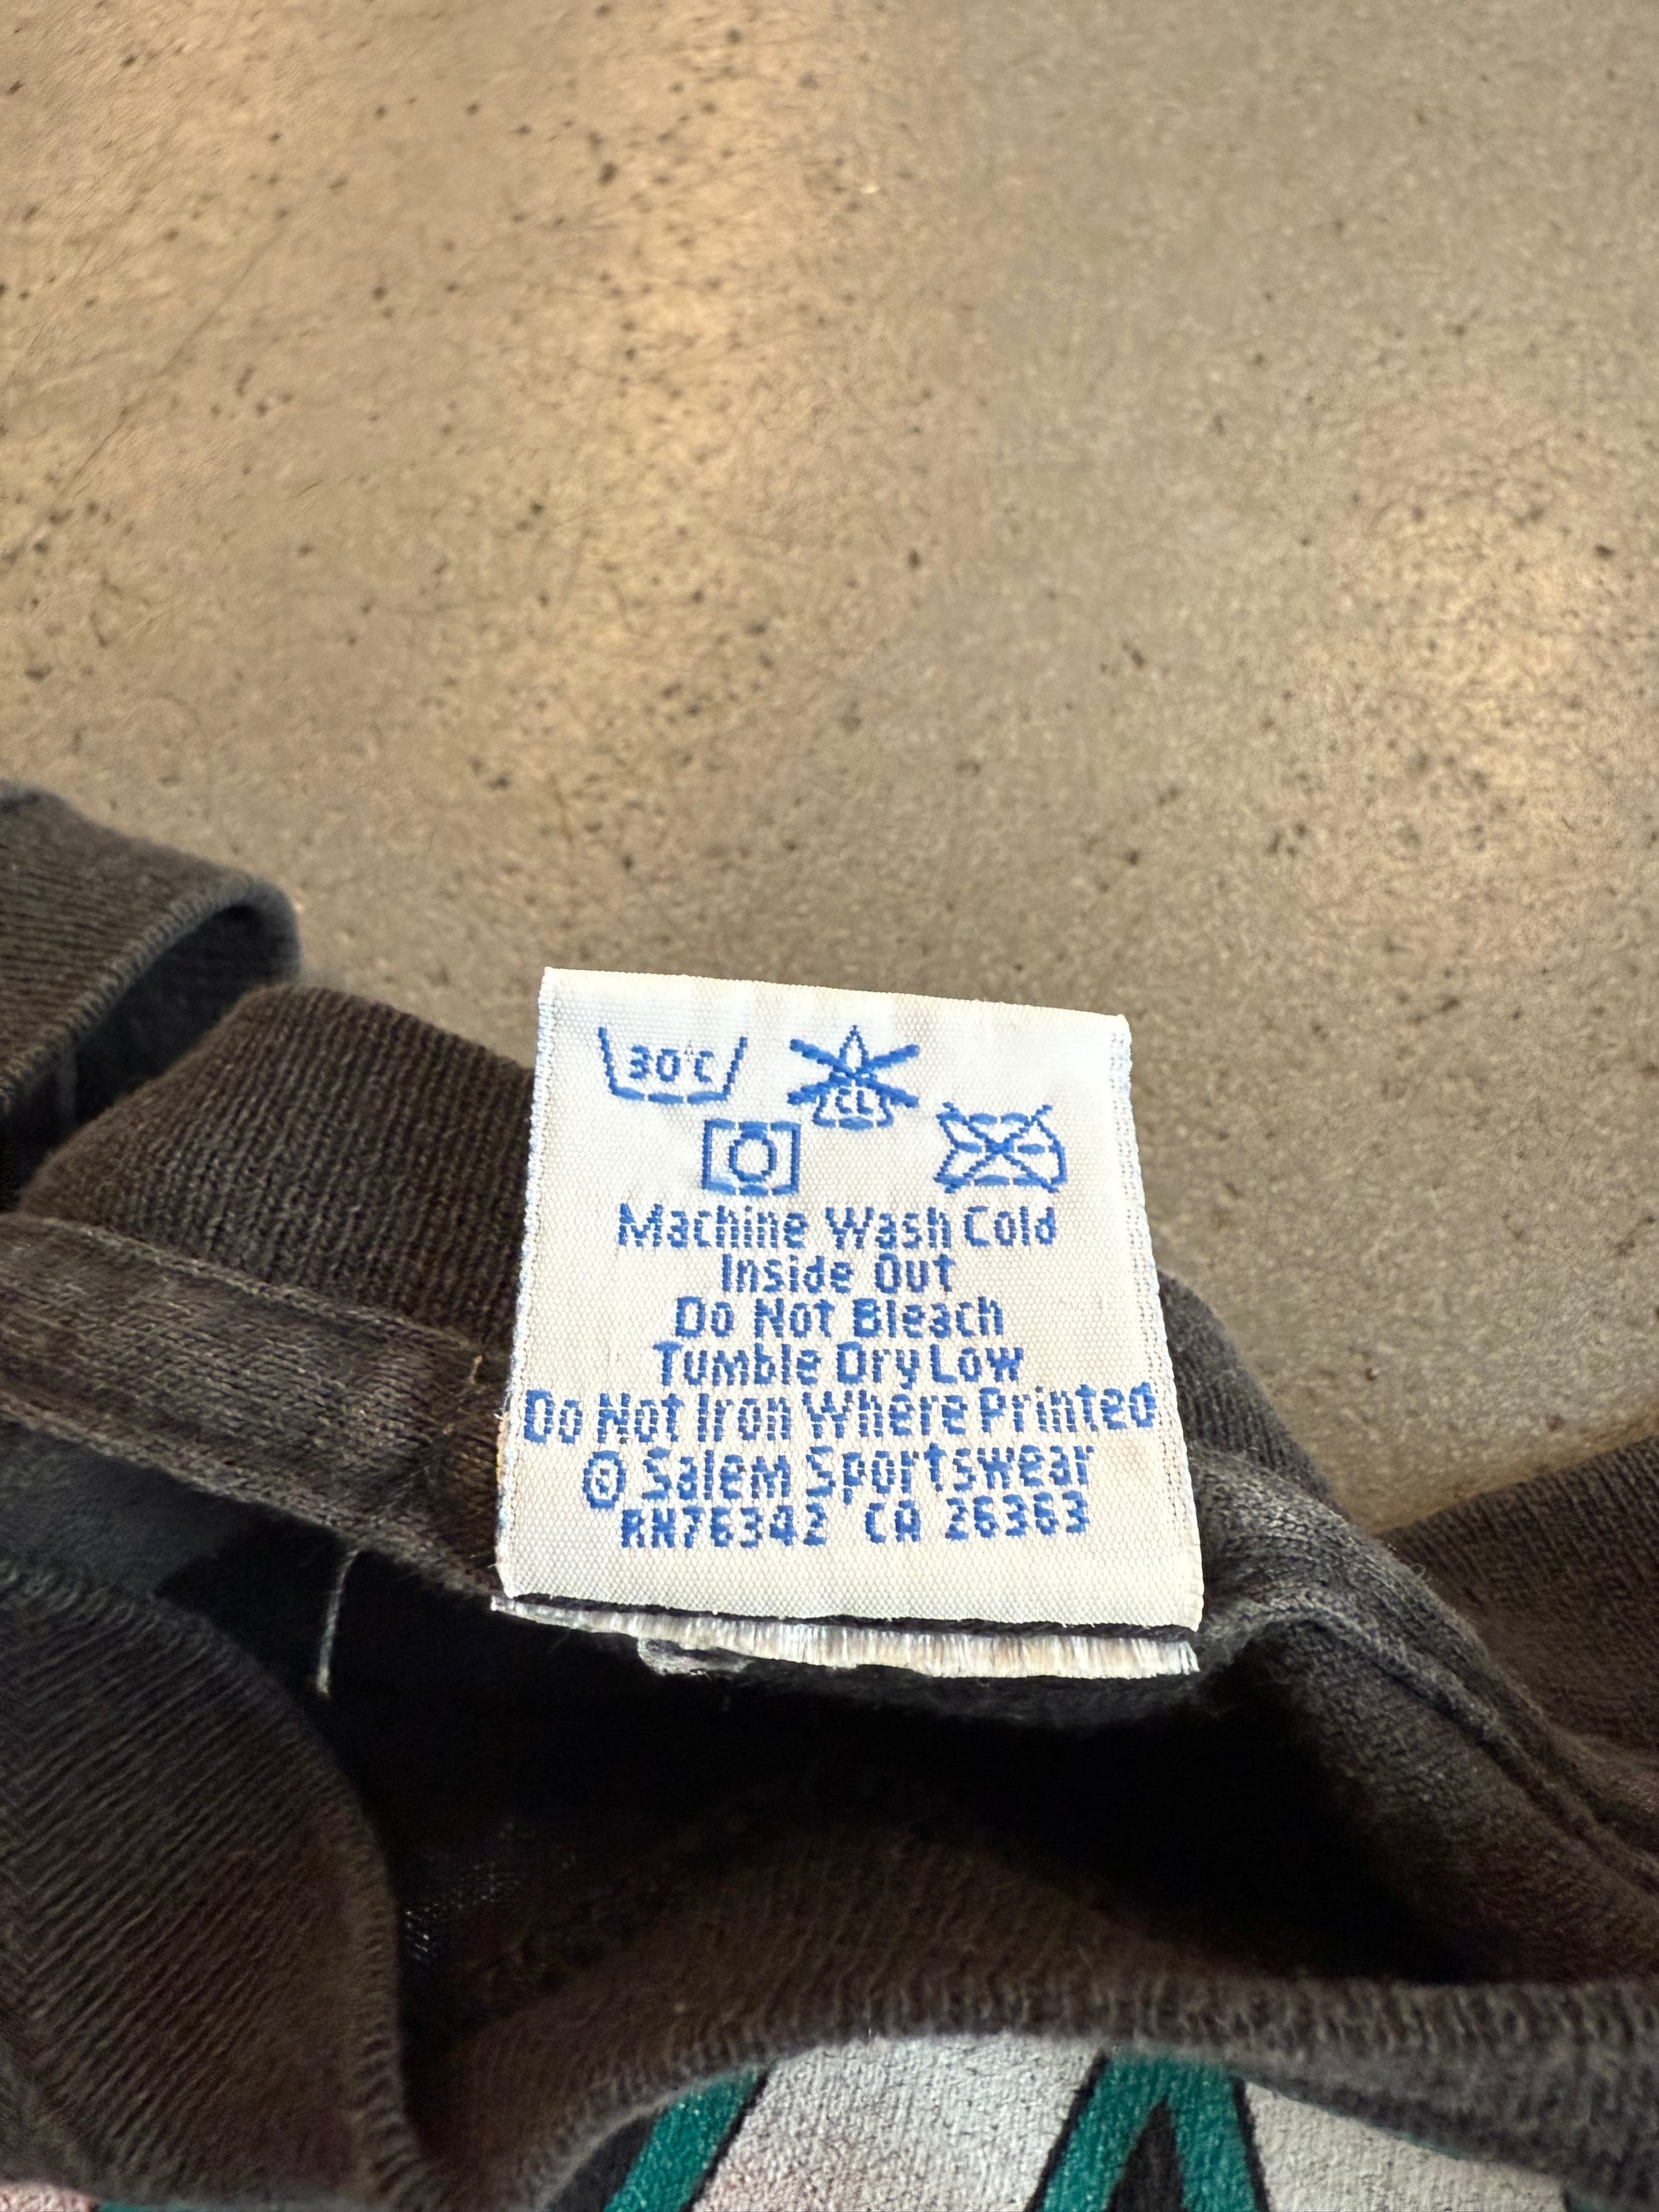 30°C
CL
Machine Wash Cold
Inside Out
Do Not Bleach
Tumble Dry Low
Do Not Iron Where Printed
© Salem Sportswear
RN76342 CA 26363